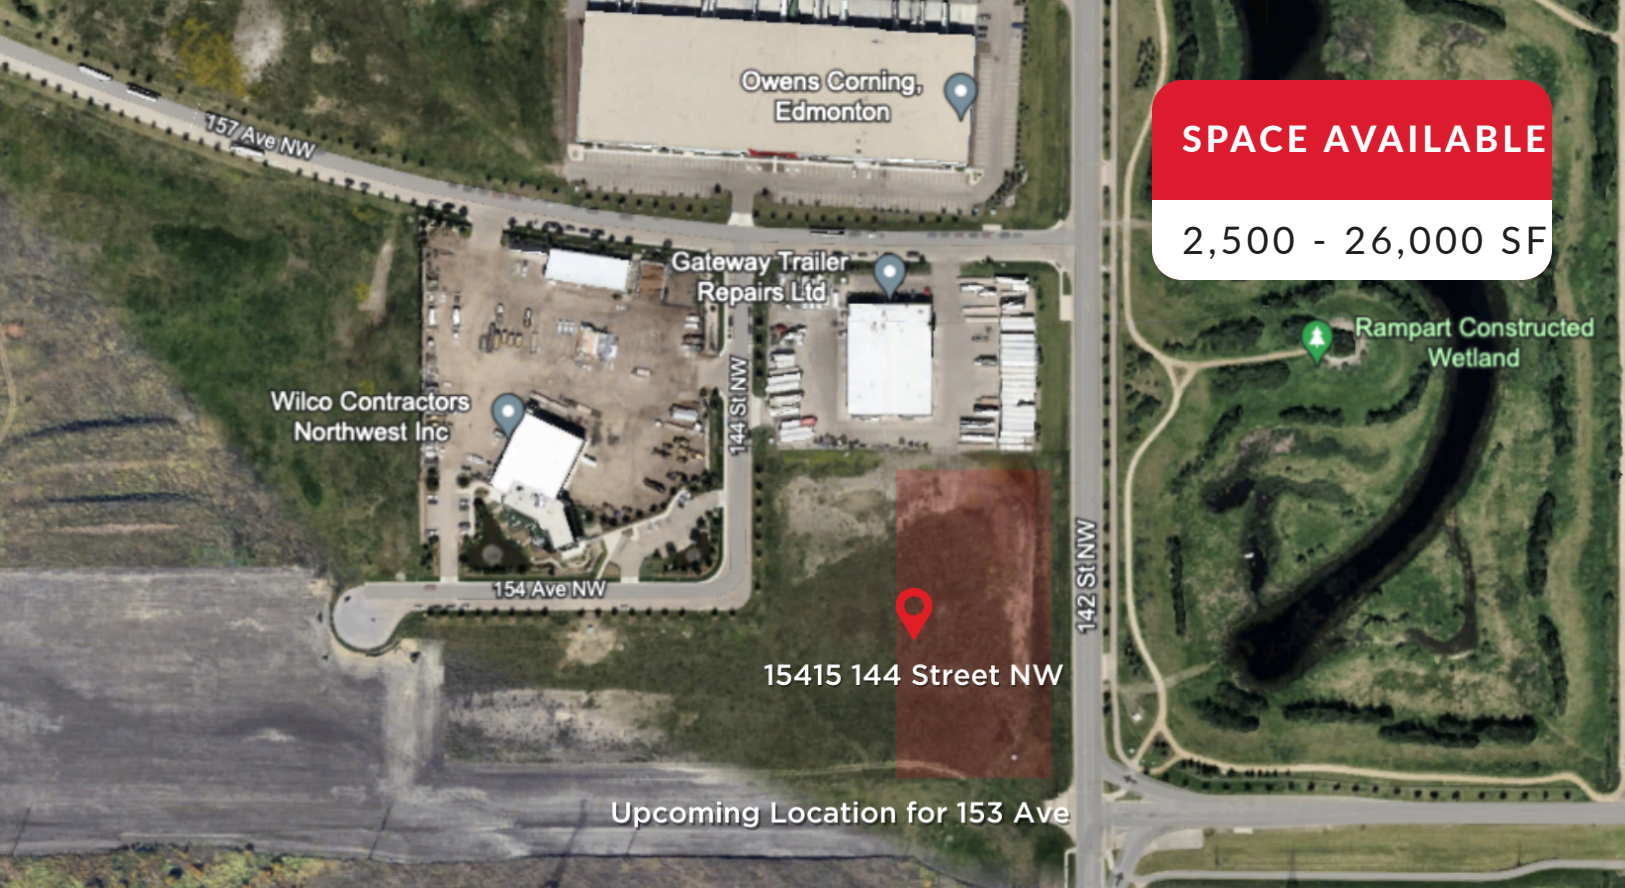 Owens Corning,
Edmonton
SPACE AVAILABLE
2,500 - 26,000 SF
157 Ave NW
Gateway Trailer
Repairs Ltd
Rampart Constructed
Wetland
Wilco Contractors
Northwest Inc
144 St NW
142 St NW
154 Ave NW
15415 144 Street NW
Upcoming Location for 153 Ave